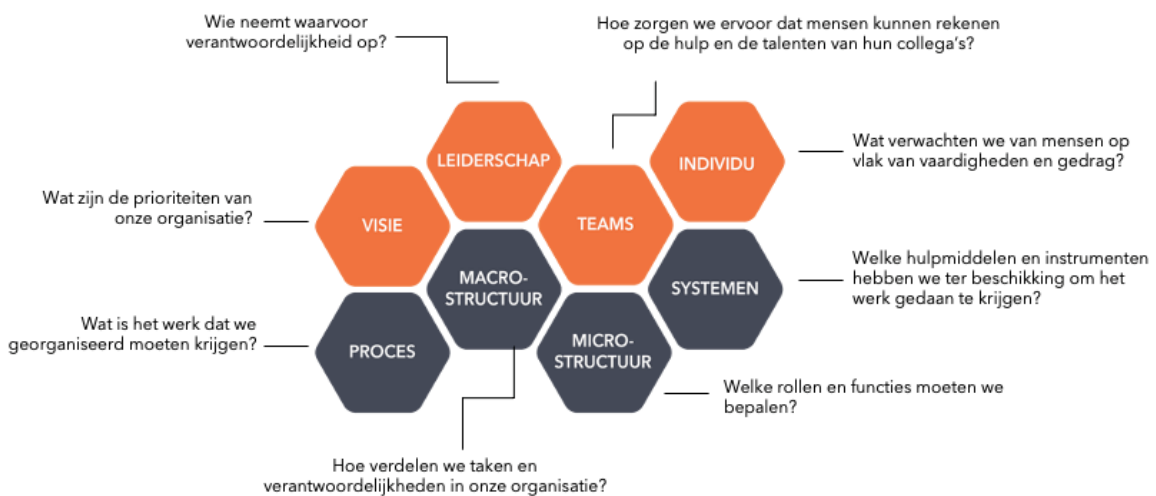 Wie neemt waarvoor
verantwoordelijkheid op?
Hoe zorgen we ervoor dat mensen kunnen rekenen
op de hulp en de talenten van hun collega's?
LEIDERSCHAP
INDIVIDU
Wat verwachten we van mensen op
vlak van vaardigheden en gedrag?
Wat zijn de prioriteiten van
onze organisatie?
VISIE
TEAMS
MACRO-
STRUCTUUR
SYSTEMEN
Welke hulpmiddelen en instrumenten
hebben we ter beschikking om het
werk gedaan te krijgen?
Wat is het werk dat we
georganiseerd moeten krijgen?
PROCES
MICRO-
STRUCTUUR
Welke rollen en functies moeten we
bepalen?
Hoe verdelen we taken en
verantwoordelijkheden in onze organisatie?